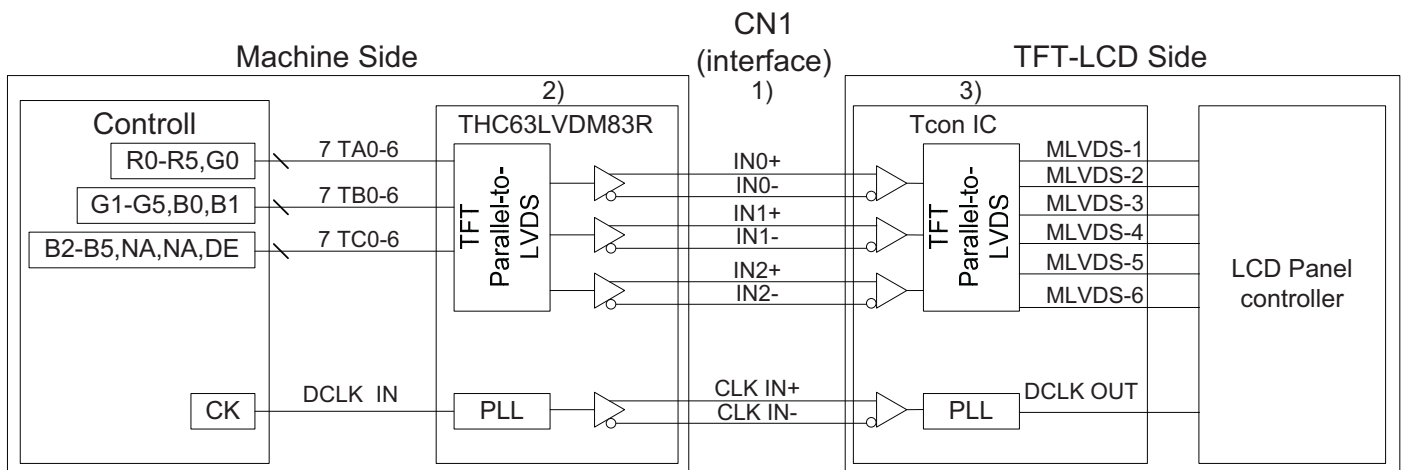 CN1
(interface)
1)
Machine Side
TFT-LCD Side
2)
3)
Controll
THC63LVDM83R
Tcon IC
R0-R5,G0
7 TA0-6
G1-G5,B0,B1
7 TB0-6
B2-B5,NA,NA,DE
7 TC0-6
TFT
Parallel-to-
LVDS
IN0+
IN0-
IN1+
IN1-
IN2+
IN2-
TFT
Parallel-to-
LVDS
MLVDS-1
MLVDS-2
MLVDS-3
MLVDS-4
MLVDS-5
MLVDS-6
LCD Panel
controller
CK
DCLK IN
PLL
CLK IN+
CLK IN-
PLL
DCLK OUT